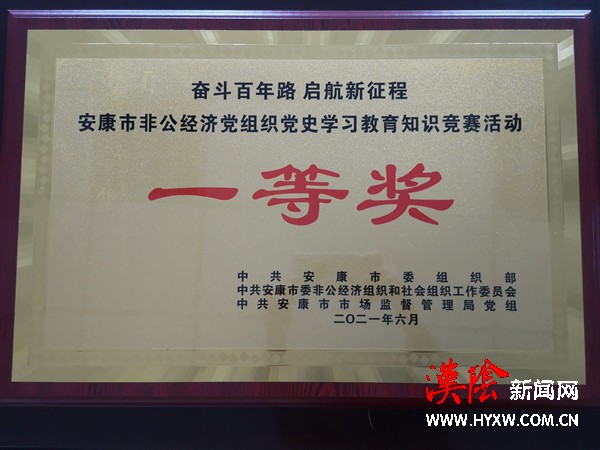 奋斗百年路 启航新征程
安康市非公经济党组织党史学习教育知识竞赛活动
一等奖
中共安康市委组织部
中共安康市委非公经济组织和社会组织工作委员会
中共安康市市场监督管理局党组
二〇二一年六月
漢陰 新闻网
WWW.HYXW.COM.CN